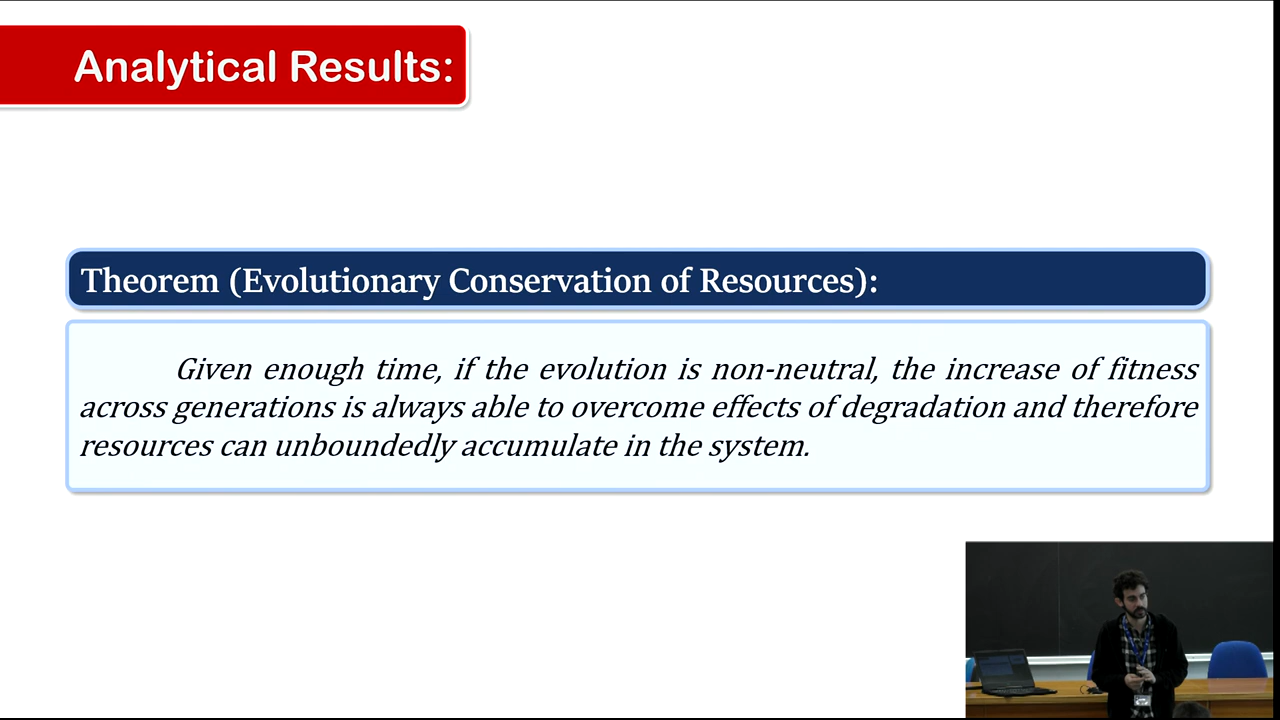 Analytical Results:
Theorem (Evolutionary Conservation of Resources):
Given enough time, if the evolution is non-neutral, the increase of fitness
across generations is always able to overcome effects of degradation and therefore
resources can unboundedly accumulate in the system.